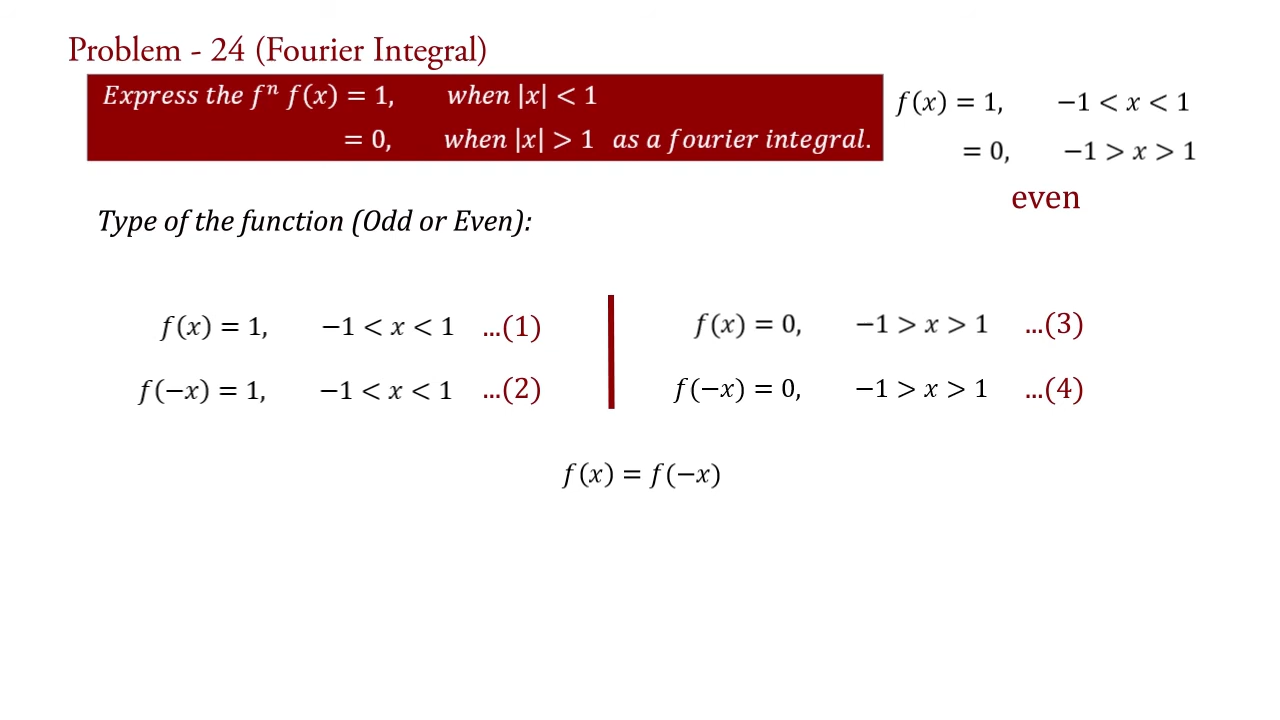 Problem - 24 (Fourier Integral)
Express the fⁿ f(x) = 1, when |x| < 1
= 0, when |x| > 1 as a fourier integral.
f(x) = 1, −1 < x < 1
= 0, −1 > x > 1
even
Type of the function (Odd or Even):
f(x) = 1, −1 < x < 1 ...(1)
f(−x) = 1, −1 < x < 1 ...(2)
f(x) = 0, −1 > x > 1 ...(3)
f(−x) = 0, −1 > x > 1 ...(4)
f(x) = f(−x)